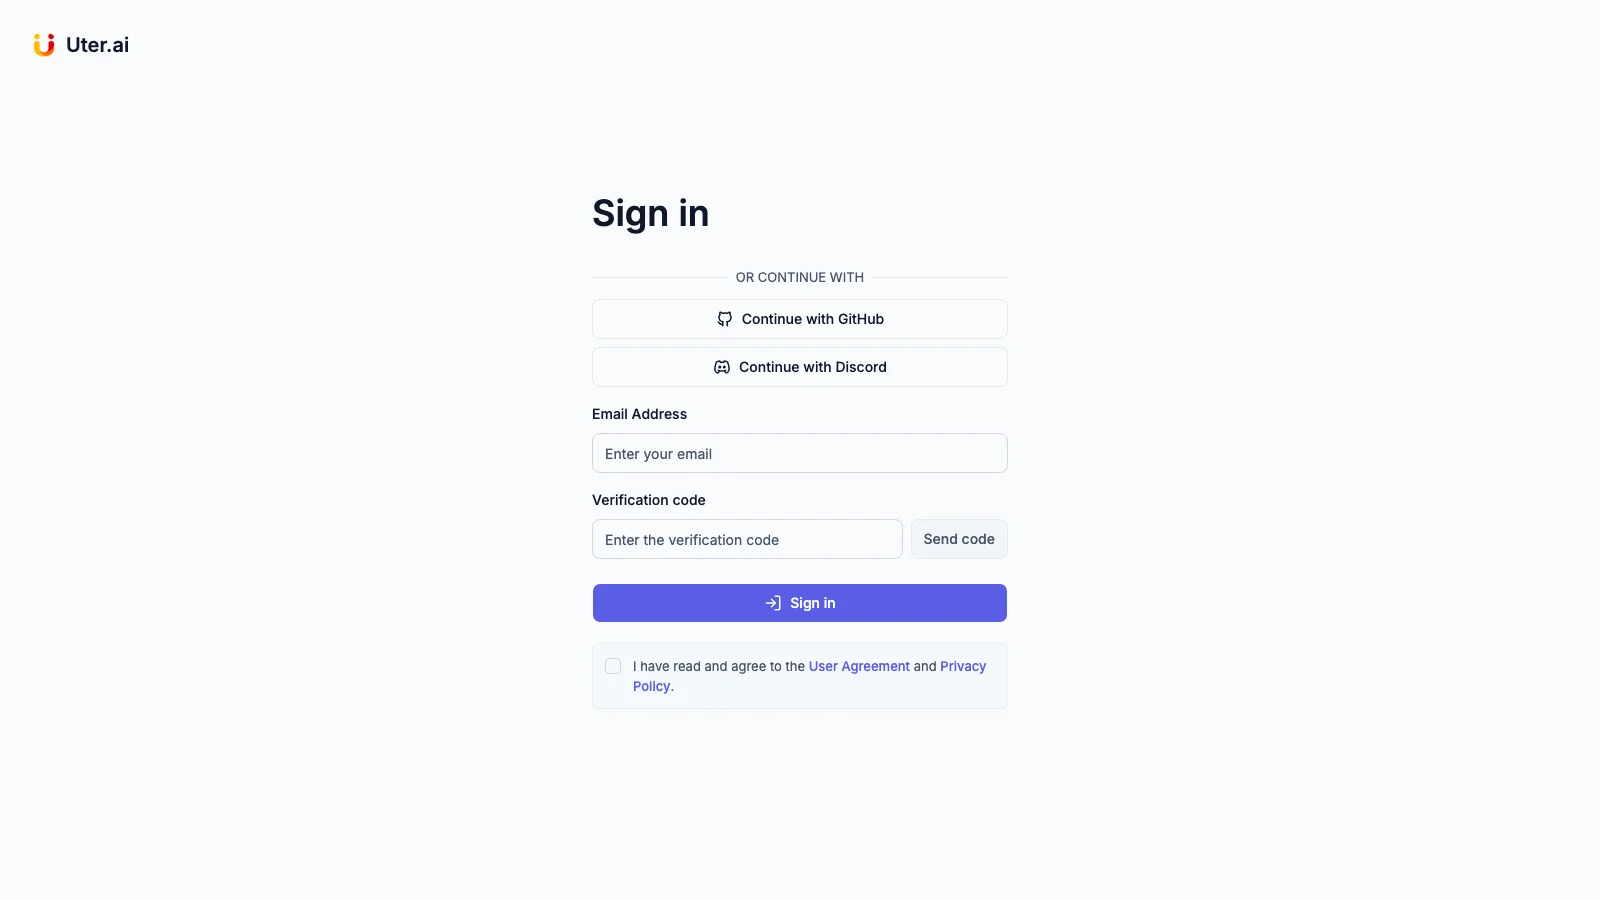 Uter.ai
Sign in
OR CONTINUE WITH
Continue with GitHub
Continue with Discord
Email Address
Enter your email
Verification code
Enter the verification code
Send code
Sign in
I have read and agree to the User Agreement and Privacy
Policy.